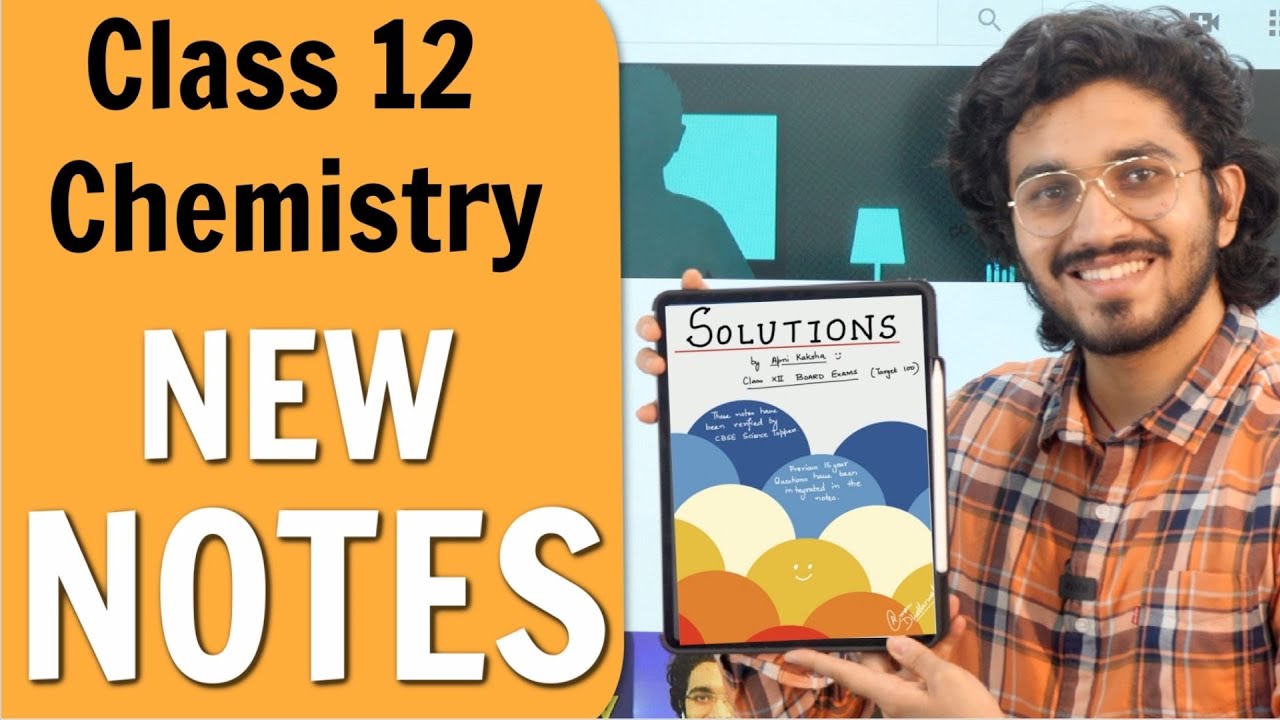 Class 12
Chemistry
NEW
NOTES
SOLUTIONS
by Apni Kaksha
Class XII BOARD EXAMS (Target 100)
These notes have
been verified by
CBSE Science Toppers
Previous 15 year
Questions have been
integrated in the
notes.